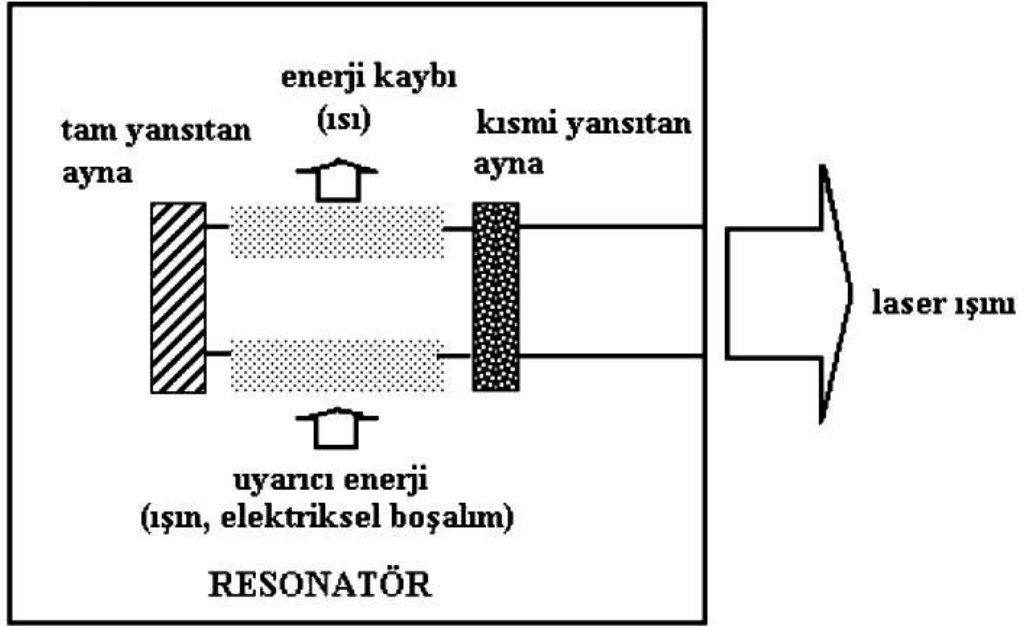 enerji kaybı
(ısı)
tam yansıtan
ayna
kısmi yansıtan
ayna
laser ışını
uyarıcı enerji
(ışın, elektriksel boşalım)
RESONATÖR